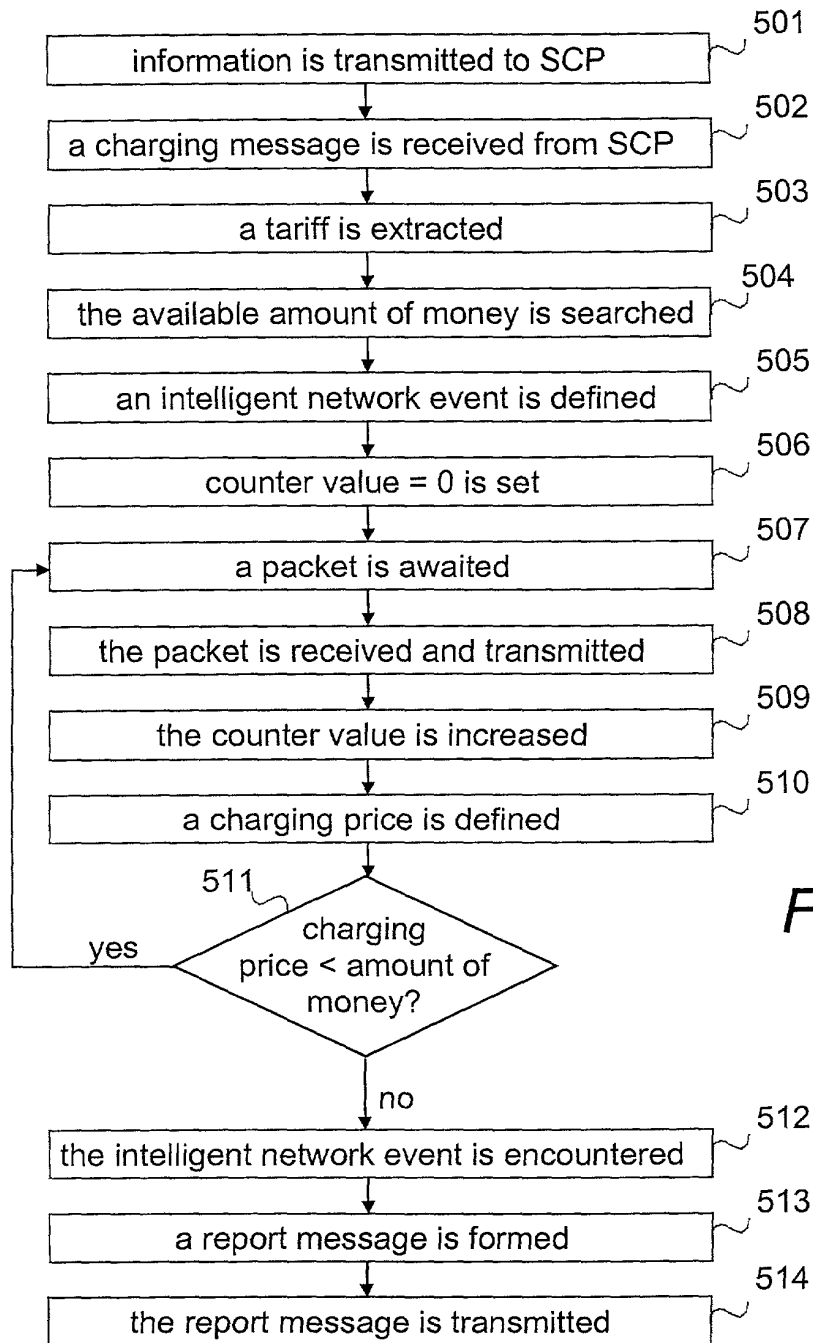 501
information is transmitted to SCP
502
a charging message is received from SCP
503
a tariff is extracted
504
the available amount of money is searched
505
an intelligent network event is defined
506
counter value = 0 is set
507
a packet is awaited
508
the packet is received and transmitted
509
the counter value is increased
510
a charging price is defined
511
charging
price < amount of
money?
yes
F
no
512
the intelligent network event is encountered
513
a report message is formed
514
the report message is transmitted